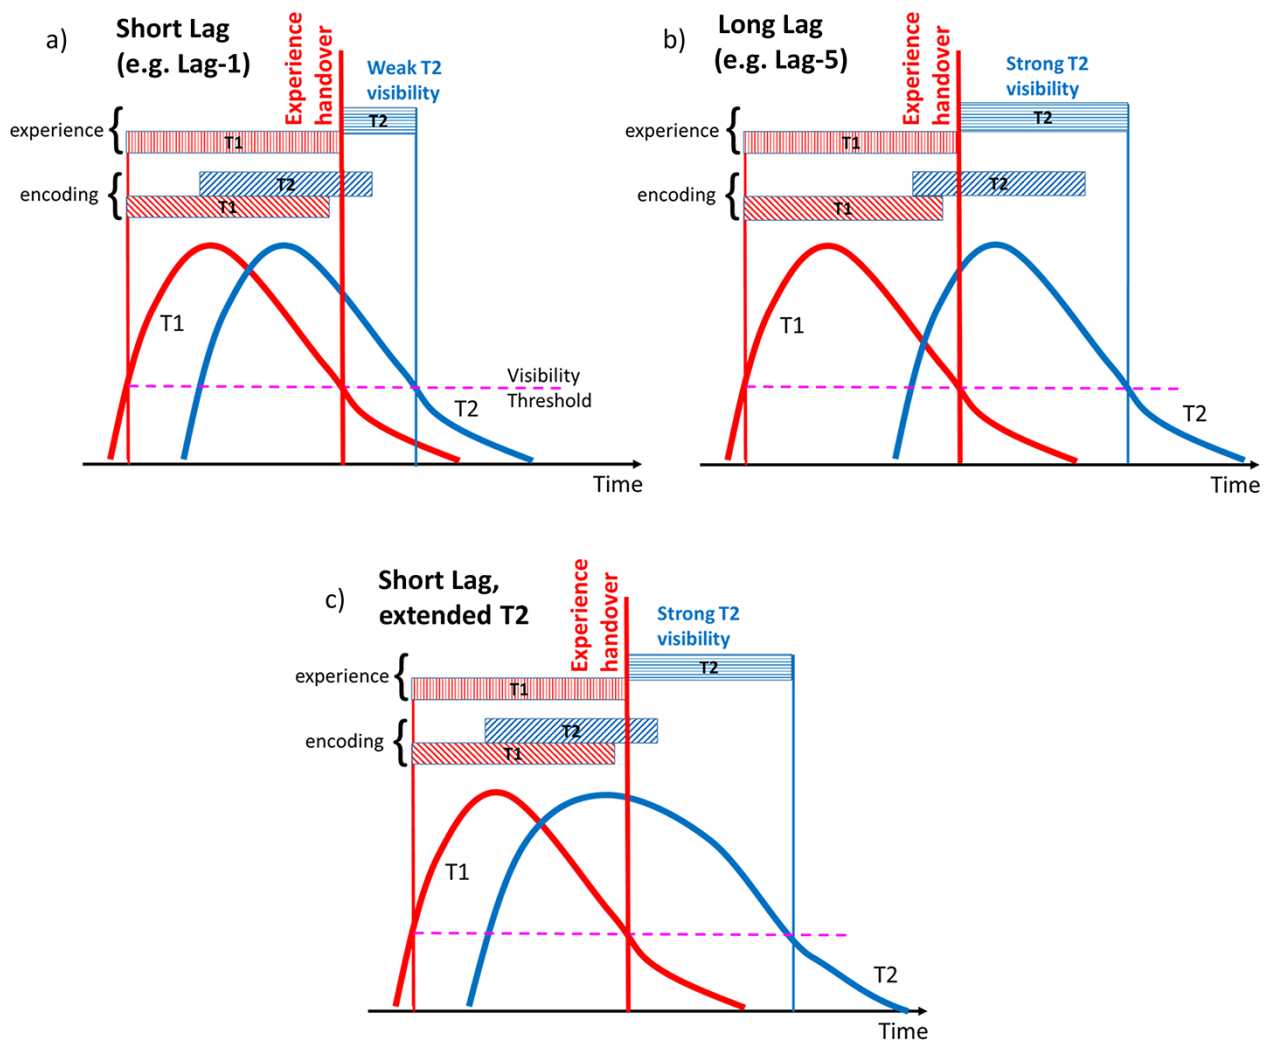 a)
Short Lag
(e.g. Lag-1)
Experience
handover
Weak T2
visibility
experience
T2
T1
encoding
T2
T1
T1
Visibility
Threshold
T2
Time
b)
Long Lag
(e.g. Lag-5)
Experience
handover
Strong T2
visibility
experience
T2
T1
encoding
T2
T1
T1
T2
Time
c)
Short Lag,
extended T2
Experience
handover
Strong T2
visibility
experience
T2
T1
encoding
T2
T1
T1
T2
Time